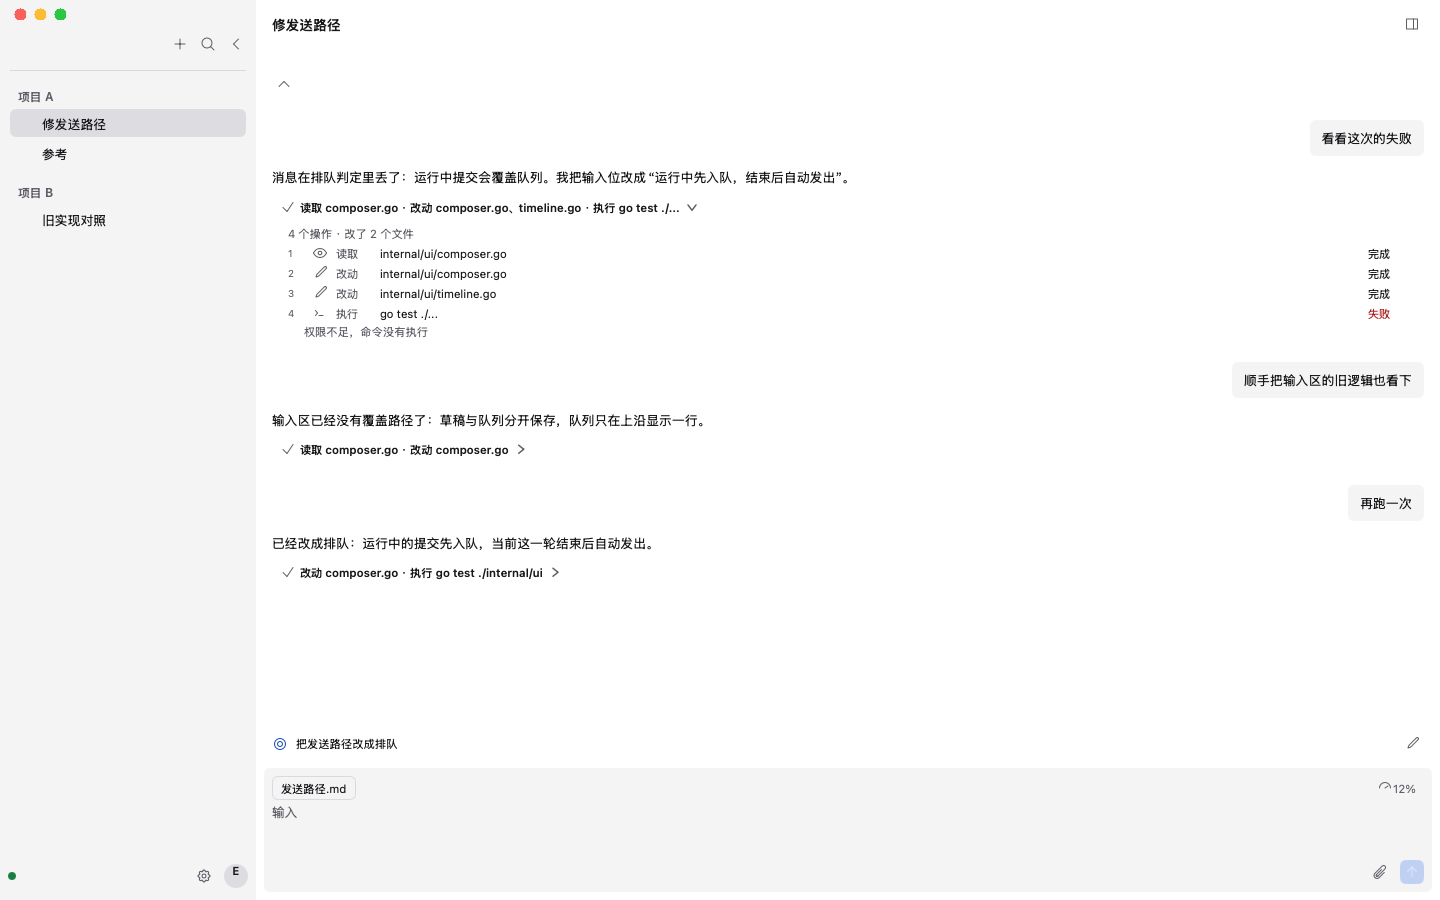 修发送路径
项目 A
修发送路径
参考
项目 B
旧实现对照
看看这次的失败
消息在排队判定里丢了：运行中提交会覆盖队列。我把输入位改成“运行中先入队，结束后自动发出”。
读取 composer.go · 改动 composer.go、timeline.go · 执行 go test ./...
4 个操作 · 改了 2 个文件
1 读取 internal/ui/composer.go 完成
2 改动 internal/ui/composer.go 完成
3 改动 internal/ui/timeline.go 完成
4 执行 go test ./... 失败
权限不足，命令没有执行
顺手把输入区的旧逻辑也看下
输入区已经没有覆盖路径了：草稿与队列分开保存，队列只在上沿显示一行。
读取 composer.go · 改动 composer.go
再跑一次
已经改成排队：运行中的提交先入队，当前这一轮结束后自动发出。
改动 composer.go · 执行 go test ./internal/ui
把发送路径改成排队
发送路径.md
12%
输入
E